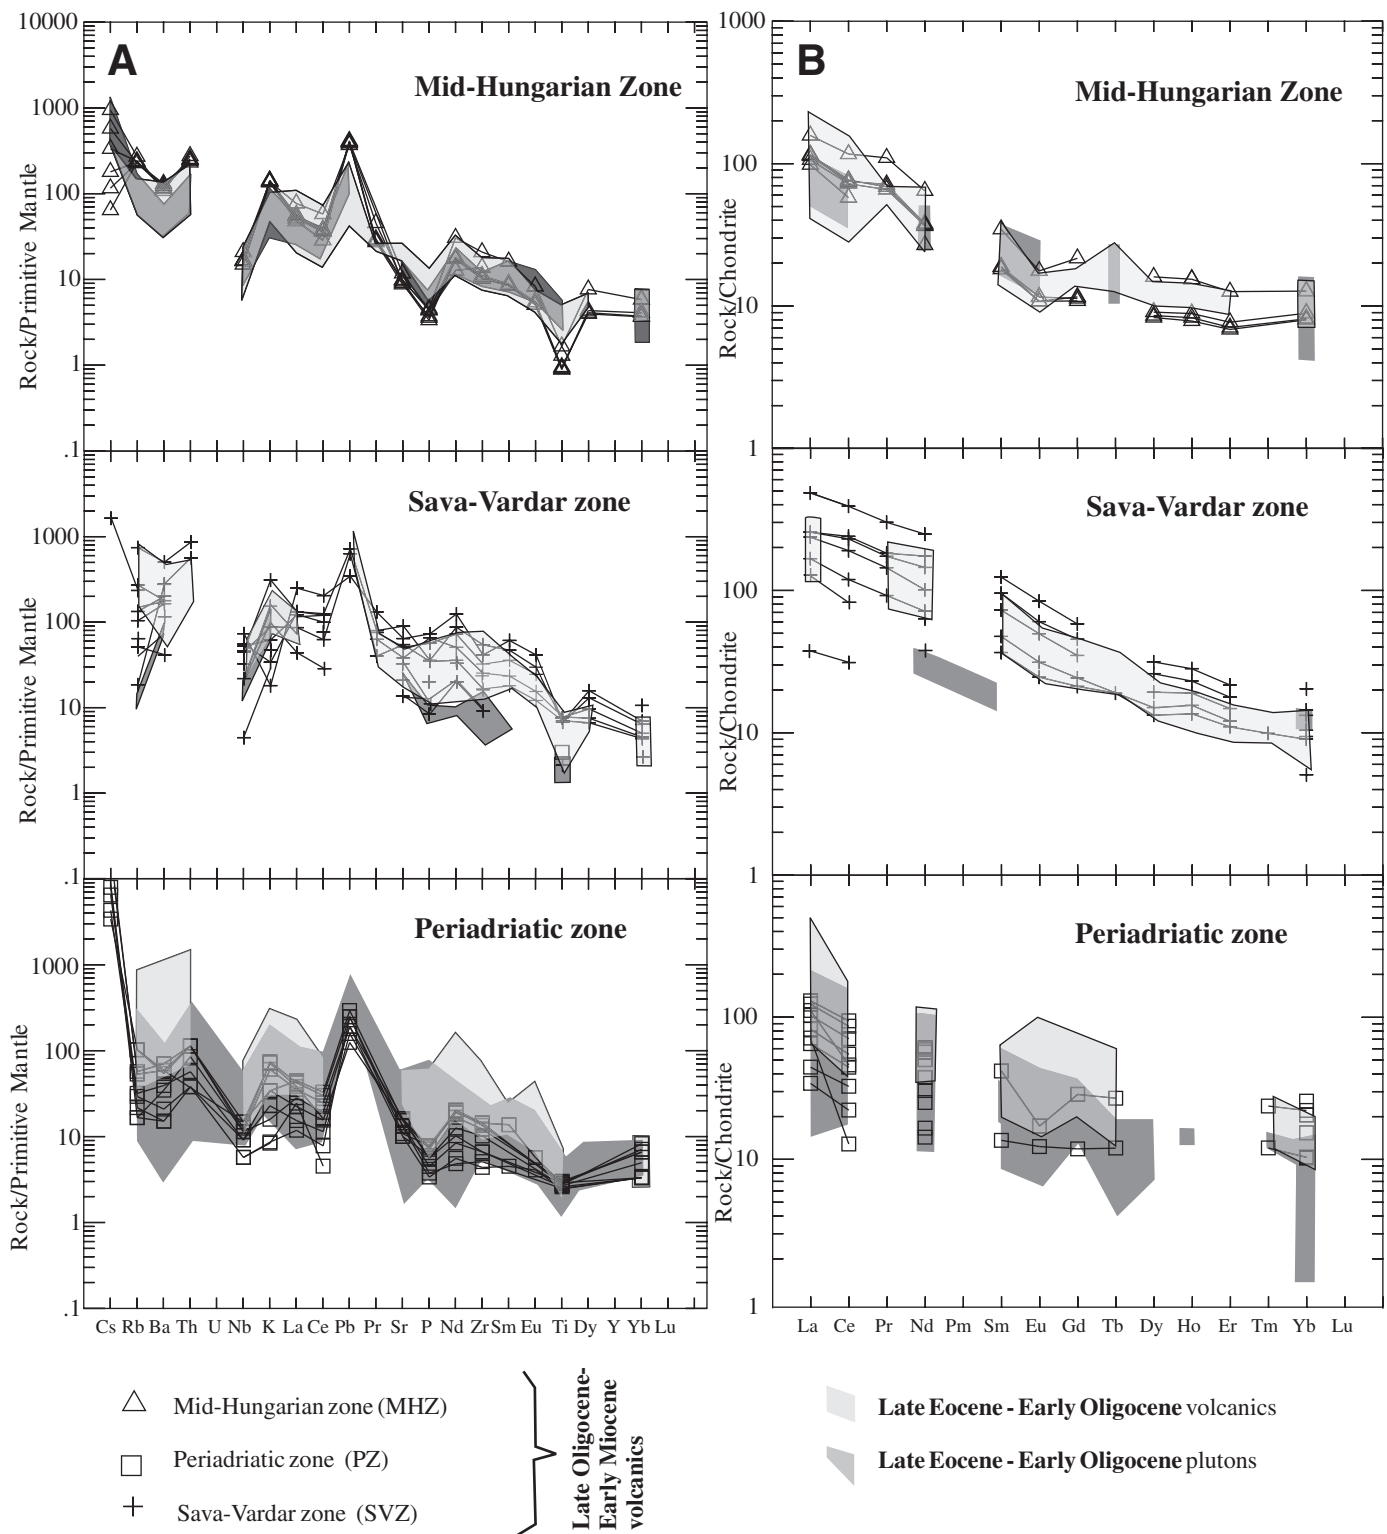 A
Mid-Hungarian Zone
10000
1000
100
10
1
.1
Rock/Primitive Mantle
B
Mid-Hungarian Zone
1000
100
10
1
Rock/Chondrite
Sava-Vardar zone
1000
100
10
1
.1
Rock/Primitive Mantle
Sava-Vardar zone
100
10
1
Rock/Chondrite
Periadriatic zone
1000
100
10
1
.1
Rock/Primitive Mantle
Cs Rb Ba Th U Nb K La Ce Pb Pr Sr P Nd Zr Sm Eu Ti Dy Y Yb Lu
Periadriatic zone
100
10
1
Rock/Chondrite
La Ce Pr Nd Pm Sm Eu Gd Tb Dy Ho Er Tm Yb Lu
Mid-Hungarian zone (MHZ)
Periadriatic zone (PZ)
Sava-Vardar zone (SVZ)
Late Oligocene-
Early Miocene
volcanics
Late Eocene - Early Oligocene volcanics
Late Eocene - Early Oligocene plutons